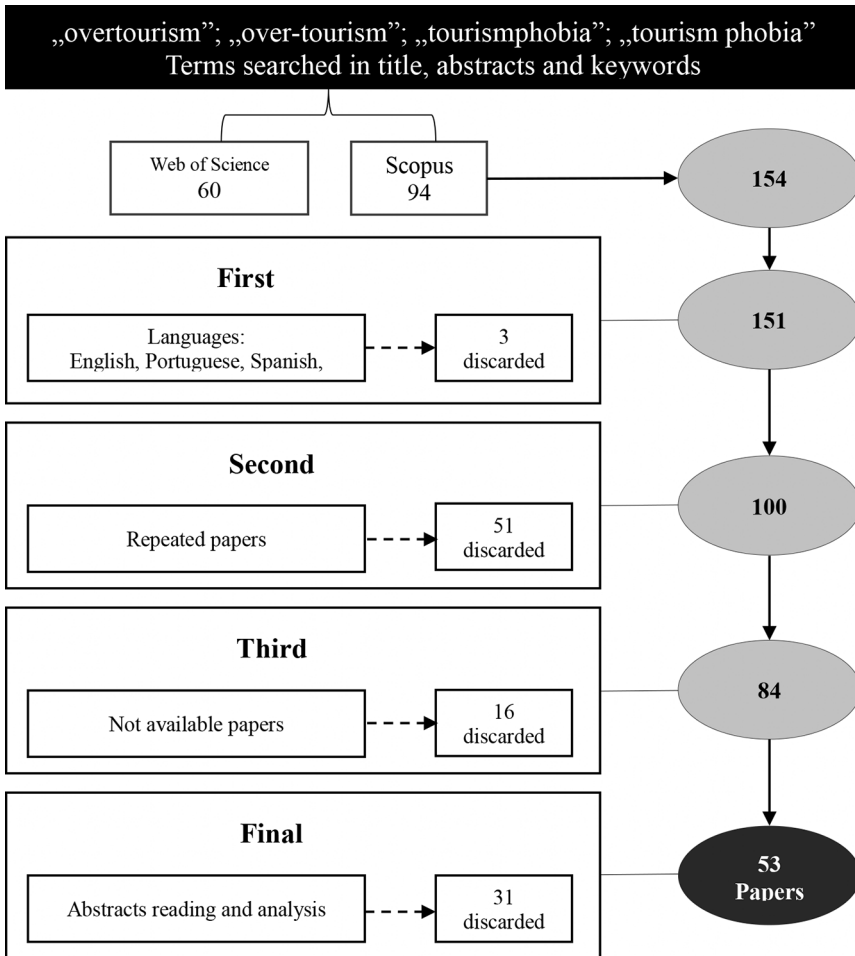 „overtourism”; „over-tourism”; „tourismphobia”; „tourism phobia”
Terms searched in title, abstracts and keywords
Web of Science
60
Scopus
94
154
First
Languages:
English, Portuguese, Spanish,
3
discarded
151
Second
Repeated papers
51
discarded
100
Third
Not available papers
16
discarded
84
Final
Abstracts reading and analysis
31
discarded
53
Papers